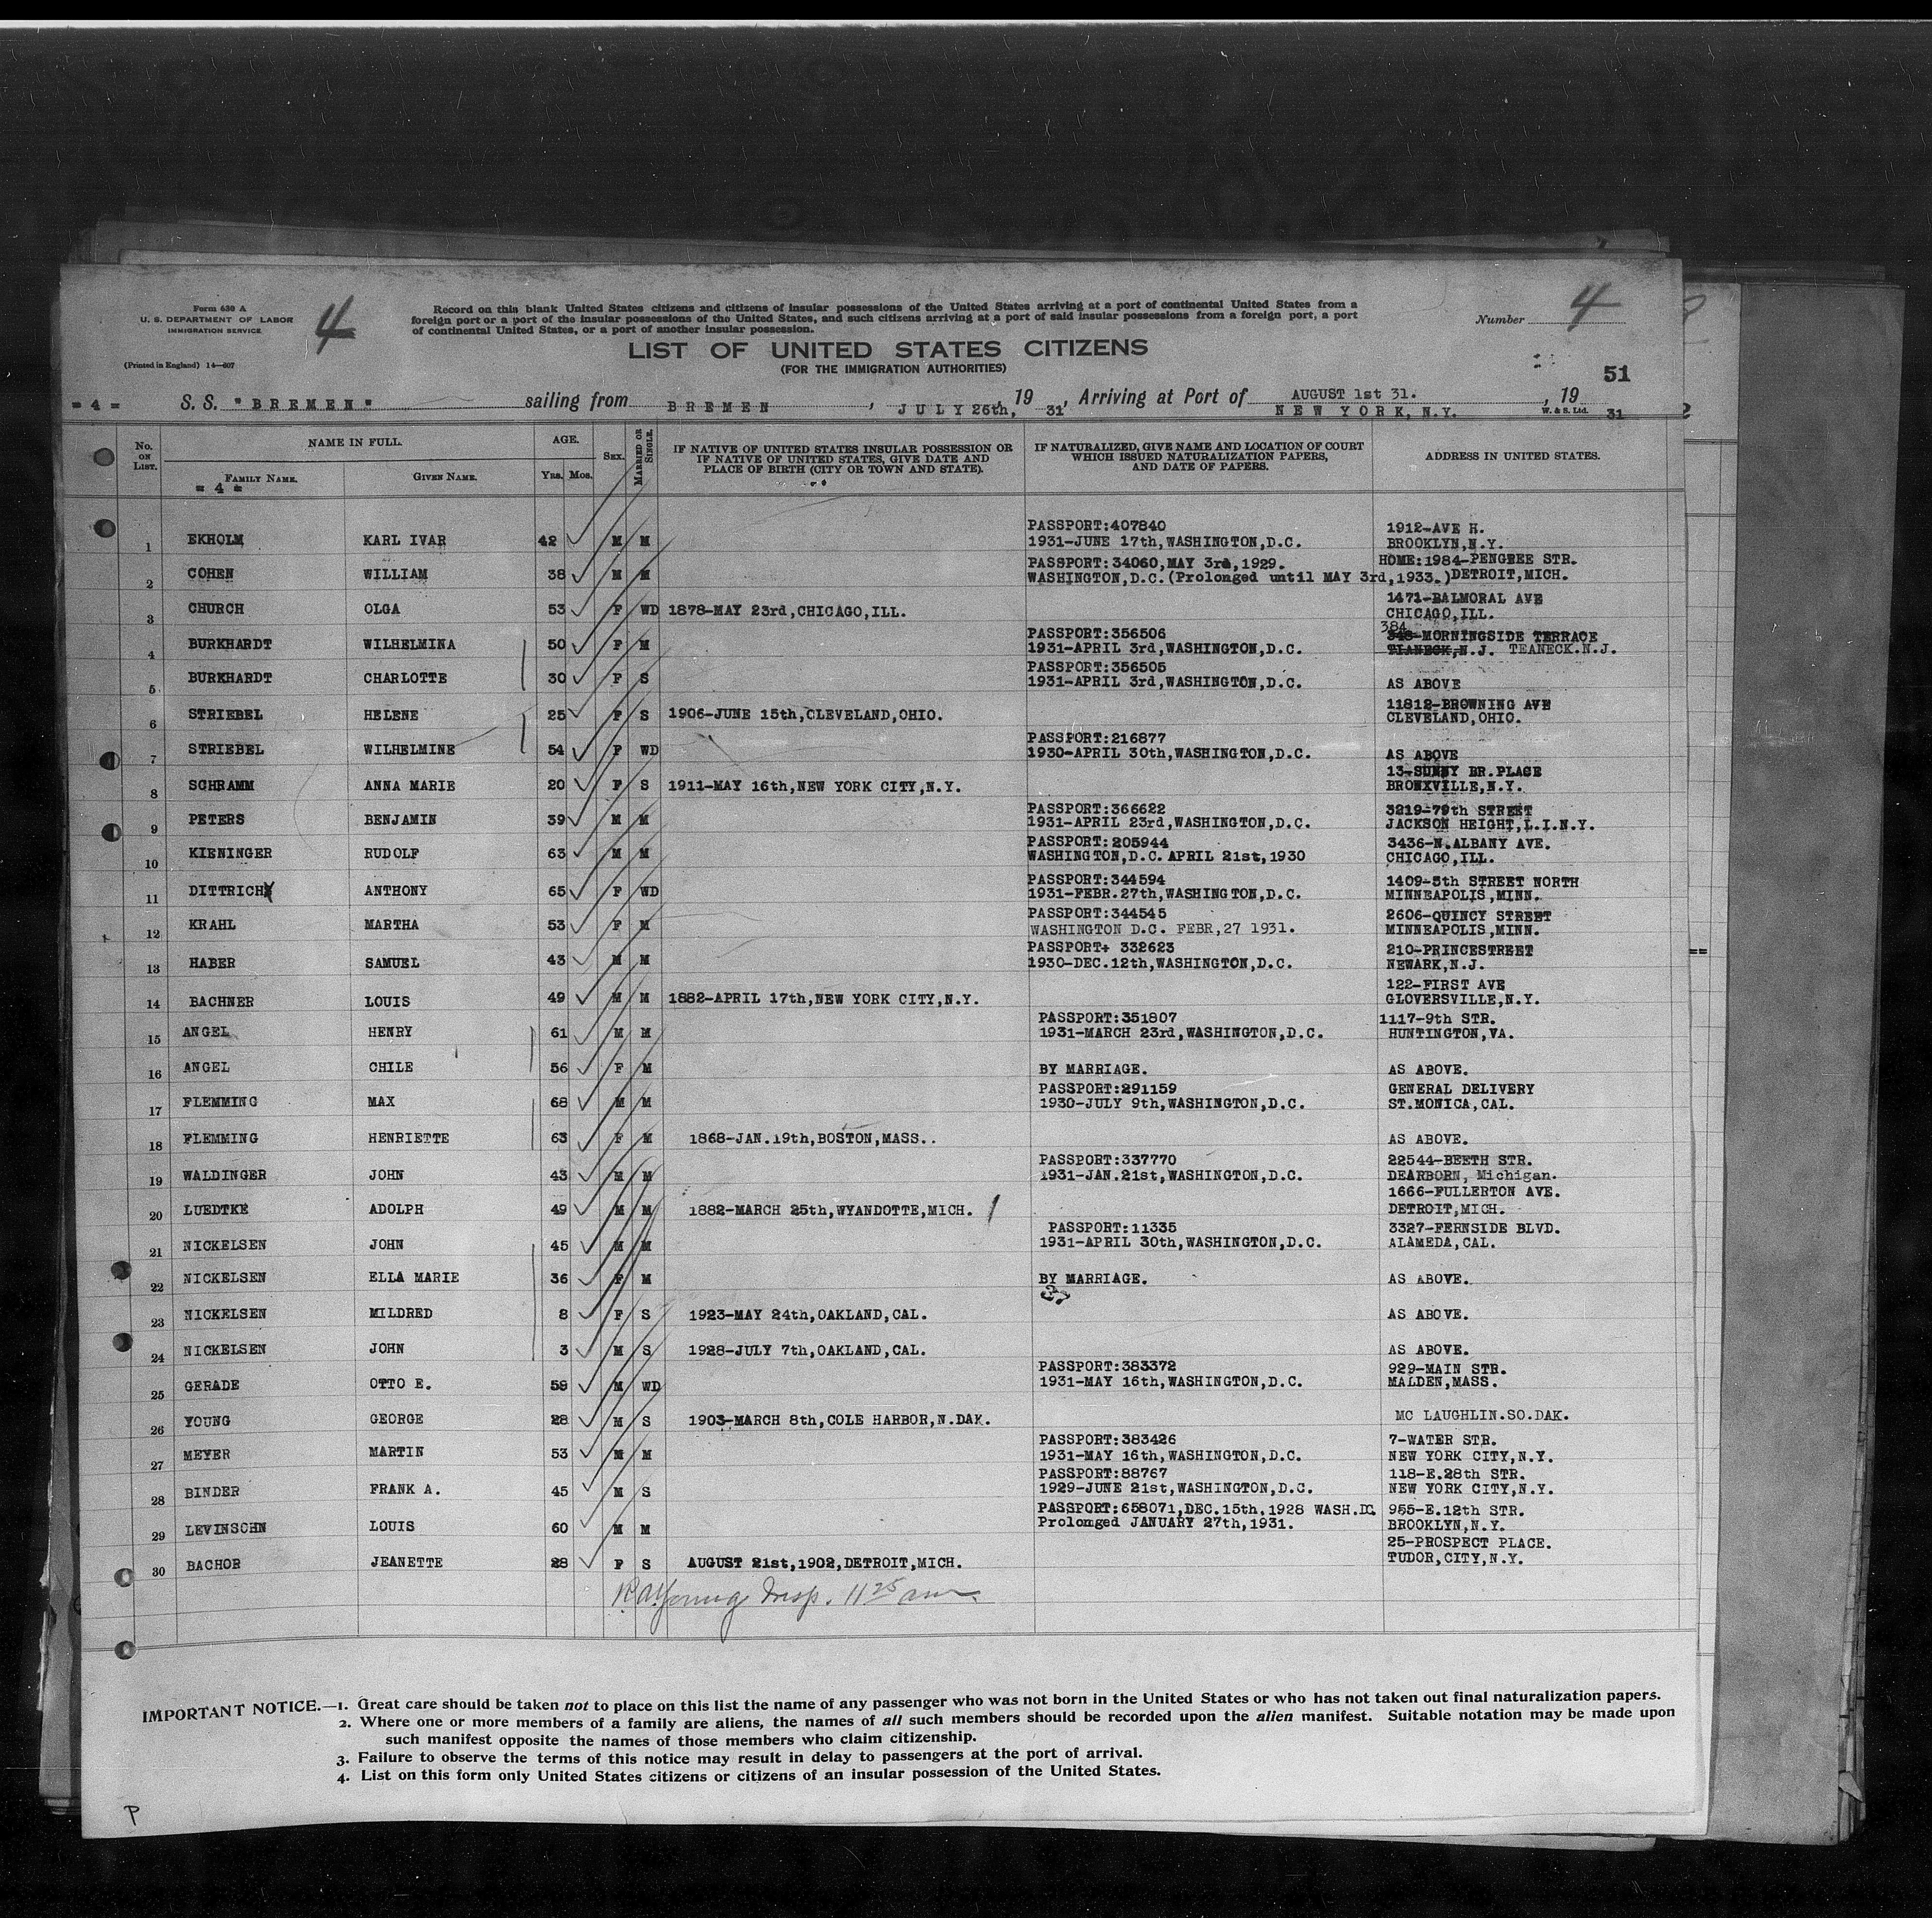 Form 630 A
U. S. DEPARTMENT OF LABOR
IMMIGRATION SERVICE
(Printed in England) 14—607
4
Record on this blank United States citizens and citizens of insular possessions of the United States arriving at a port of continental United States from a
foreign port or a port of the insular possessions of the United States, and such citizens arriving at a port of said insular possessions from a foreign port, a port
of continental United States, or a port of another insular possession.
Number 4
LIST OF UNITED STATES CITIZENS
(FOR THE IMMIGRATION AUTHORITIES)
51
= 4 = S. S. "BREMEN" sailing from BREMEN, JULY 26th, 19 31, Arriving at Port of AUGUST 1st 31. NEW YORK, N.Y., 19 31
W. & S. Ltd.
No. ON LIST. NAME IN FULL. AGE. SEX. MARRIED OR SINGLE. IF NATIVE OF UNITED STATES INSULAR POSSESSION OR IF NATIVE OF UNITED STATES, GIVE DATE AND PLACE OF BIRTH (CITY OR TOWN AND STATE). IF NATURALIZED, GIVE NAME AND LOCATION OF COURT WHICH ISSUED NATURALIZATION PAPERS, AND DATE OF PAPERS. ADDRESS IN UNITED STATES.
FAMILY NAME. GIVEN NAME. Yrs. Mos.
= 4 =
1 EKHOLM KARL IVAR 42 M M PASSPORT:407840 1931-JUNE 17th,WASHINGTON,D.C. 1912-AVE H. BROOKLYN,N.Y.
2 COHEN WILLIAM 38 M M PASSPORT:34060,MAY 3rd,1929. WASHINGTON,D.C.(Prolonged until MAY 3rd,1933.) HOME:1984-PENGREE STR. DETROIT,MICH.
3 CHURCH OLGA 53 F WD 1878-MAY 23rd,CHICAGO,ILL. 1471-BALMORAL AVE CHICAGO,ILL.
4 BURKHARDT WILHELMINA 50 F M PASSPORT:356506 1931-APRIL 3rd,WASHINGTON,D.C. 384 348-MORNINGSIDE TERRACE TIANECK,N.J. TEANECK.N.J.
5 BURKHARDT CHARLOTTE 30 F S PASSPORT:356505 1931-APRIL 3rd,WASHINGTON,D.C. AS ABOVE
6 STRIEBEL HELENE 25 F S 1906-JUNE 15th,CLEVELAND,OHIO. 11812-BROWNING AVE CLEVELAND,OHIO.
7 STRIEBEL WILHELMINE 54 F WD PASSPORT:216877 1930-APRIL 30th,WASHINGTON,D.C. AS ABOVE
8 SCHRAMM ANNA MARIE 20 F S 1911-MAY 16th,NEW YORK CITY,N.Y. 13-SUNNY BR.PLACE BRONXVILLE,N.Y.
9 PETERS BENJAMIN 39 M M PASSPORT:366622 1931-APRIL 23rd,WASHINGTON,D.C. 3219-79th STREET JACKSON HEIGHT,L.I.N.Y.
10 KIENINGER RUDOLF 63 M M PASSPORT:205944 WASHINGTON,D.C. APRIL 21st,1930 3436-N.ALBANY AVE. CHICAGO,ILL.
11 DITTRICH ANTHONY 65 F WD PASSPORT:344594 1931-FEBR.27th,WASHINGTON,D.C. 1409-5th STREET NORTH MINNEAPOLIS,MINN.
12 KRAHL MARTHA 53 F M PASSPORT:344545 WASHINGTON D.C. FEBR,27 1931. 2606-QUINCY STREET MINNEAPOLIS,MINN.
13 HABER SAMUEL 43 M M PASSPORT+ 332623 1930-DEC.12th,WASHINGTON,D.C. 210-PRINCESTREET NEWARK,N.J.
14 BACHNER LOUIS 49 M M 1882-APRIL 17th,NEW YORK CITY,N.Y. 122-FIRST AVE GLOVERSVILLE,N.Y.
15 ANGEL HENRY 61 M M PASSPORT:351807 1931-MARCH 23rd,WASHINGTON,D.C. 1117-9th STR. HUNTINGTON,VA.
16 ANGEL CHILE 56 F M BY MARRIAGE. AS ABOVE.
17 FLEMMING MAX 68 M M PASSPORT:291159 1930-JULY 9th,WASHINGTON,D.C. GENERAL DELIVERY ST.MONICA,CAL.
18 FLEMMING HENRIETTE 63 F M 1868-JAN.19th,BOSTON,MASS.. AS ABOVE.
19 WALDINGER JOHN 43 M M PASSPORT:337770 1931-JAN.21st,WASHINGTON,D.C. 22544-BEETH STR. DEARBORN, Michigan.
20 LUEDTKE ADOLPH 49 M M 1882-MARCH 25th,WYANDOTTE,MICH. 1666-FULLERTON AVE. DETROIT,MICH.
21 NICKELSEN JOHN 45 M M PASSPORT:11335 1931-APRIL 30th,WASHINGTON,D.C. 3327-FERNSIDE BLVD. ALAMEDA,CAL.
22 NICKELSEN ELLA MARIE 36 F M BY MARRIAGE. AS ABOVE.
23 NICKELSEN MILDRED 8 F S 1923-MAY 24th,OAKLAND,CAL. AS ABOVE.
24 NICKELSEN JOHN 3 M S 1928-JULY 7th,OAKLAND,CAL. AS ABOVE.
25 GERADE OTTO E. 58 M WD PASSPORT:383372 1931-MAY 16th,WASHINGTON,D.C. 929-MAIN STR. MALDEN,MASS.
26 YOUNG GEORGE 28 M S 1903-MARCH 8th,COLE HARBOR,N.DAK. MC LAUGHLIN.SO.DAK.
27 MEYER MARTIN 53 M M PASSPORT:383426 1931-MAY 16th,WASHINGTON,D.C. 7-WATER STR. NEW YORK CITY,N.Y.
28 BINDER FRANK A. 45 M S PASSPORT:88767 1929-JUNE 21st,WASHINGTON,D.C. 118-E.28th STR. NEW YORK CITY,N.Y.
29 LEVINSOHN LOUIS 60 M M PASSPORT:658071,DEC.15th,1928 WASH.DC. Prolonged JANUARY 27th,1931. 955-E.12th STR. BROOKLYN,N.Y.
30 BACHOR JEANETTE 28 F S AUGUST 21st,1902,DETROIT,MICH. 25-PROSPECT PLACE. TUDOR,CITY,N.Y.
Young Insp. 11 25 am
IMPORTANT NOTICE.—1. Great care should be taken not to place on this list the name of any passenger who was not born in the United States or who has not taken out final naturalization papers.
2. Where one or more members of a family are aliens, the names of all such members should be recorded upon the alien manifest. Suitable notation may be made upon
such manifest opposite the names of those members who claim citizenship.
3. Failure to observe the terms of this notice may result in delay to passengers at the port of arrival.
4. List on this form only United States citizens or citizens of an insular possession of the United States.
P